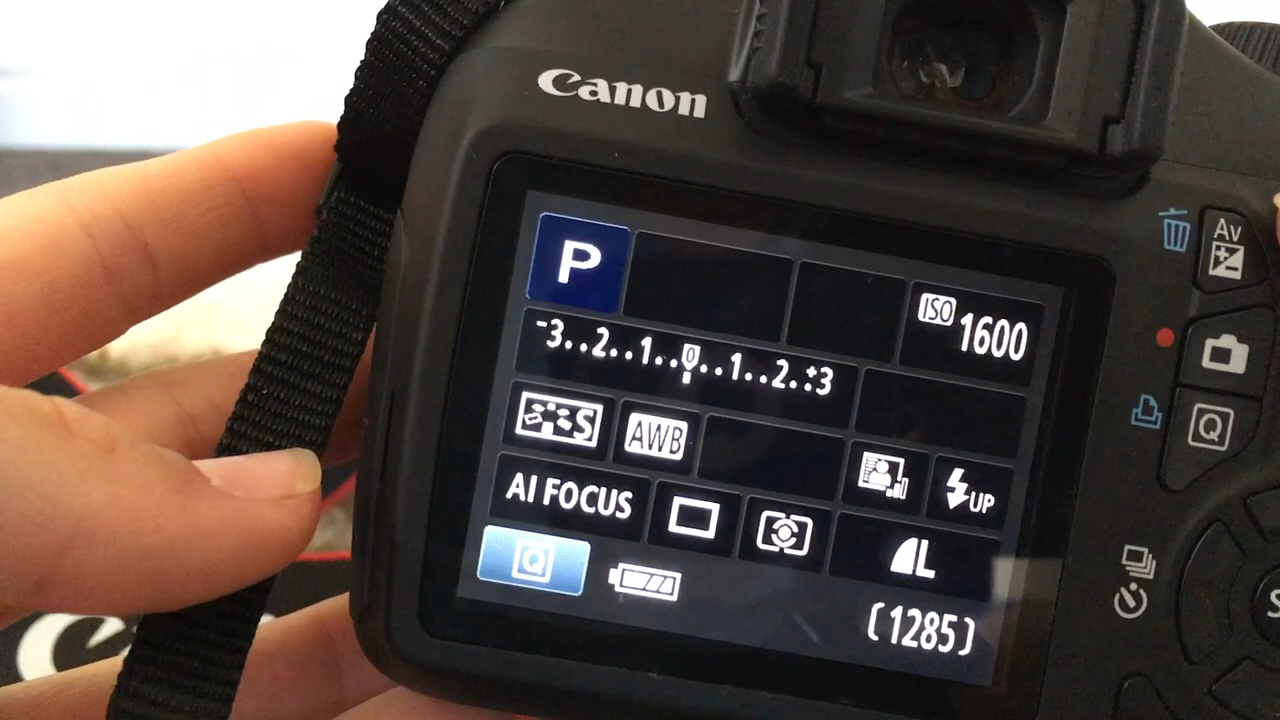 Canon
P
ISO 1600
-3..2..1..0..1..2.:+3
S AWB
UP
AI FOCUS
L
Q
(1285)
Av
Q